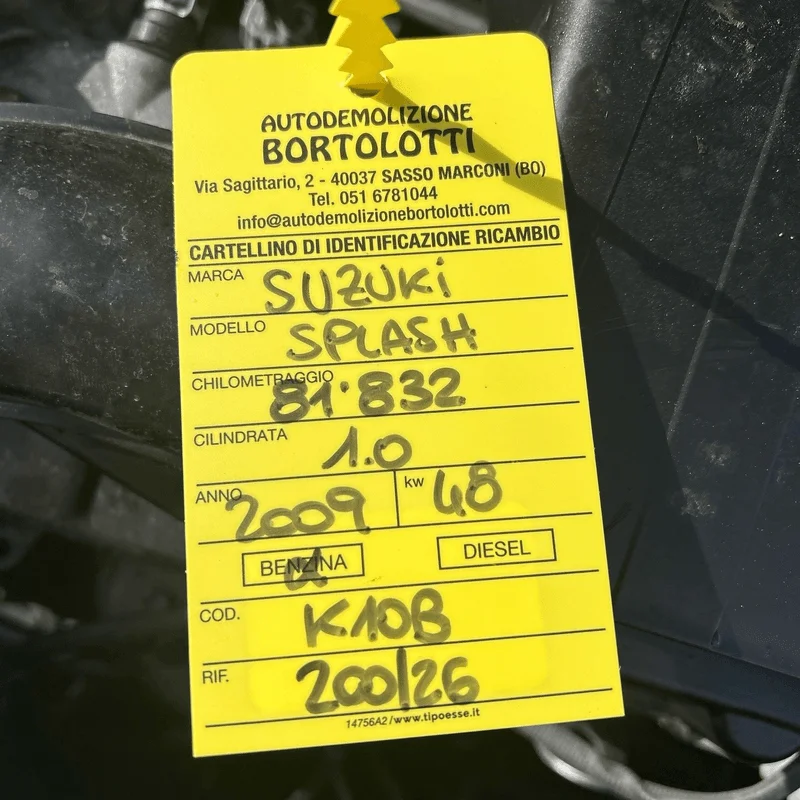 AUTODEMOLIZIONE
BORTOLOTTI
Via Sagittario, 2 - 40037 SASSO MARCONI (BO)
Tel. 051 6781044
info@autodemolizionebortolotti.com
CARTELLINO DI IDENTIFICAZIONE RICAMBIO
MARCA SUZUKi
MODELLO SPLASH
CHILOMETRAGGIO 81'832
CILINDRATA 1.0
ANNO 2009 kw 48
BENZINA DIESEL
COD. K10B
RIF. 200/26
14756A2/www.tipoesse.it